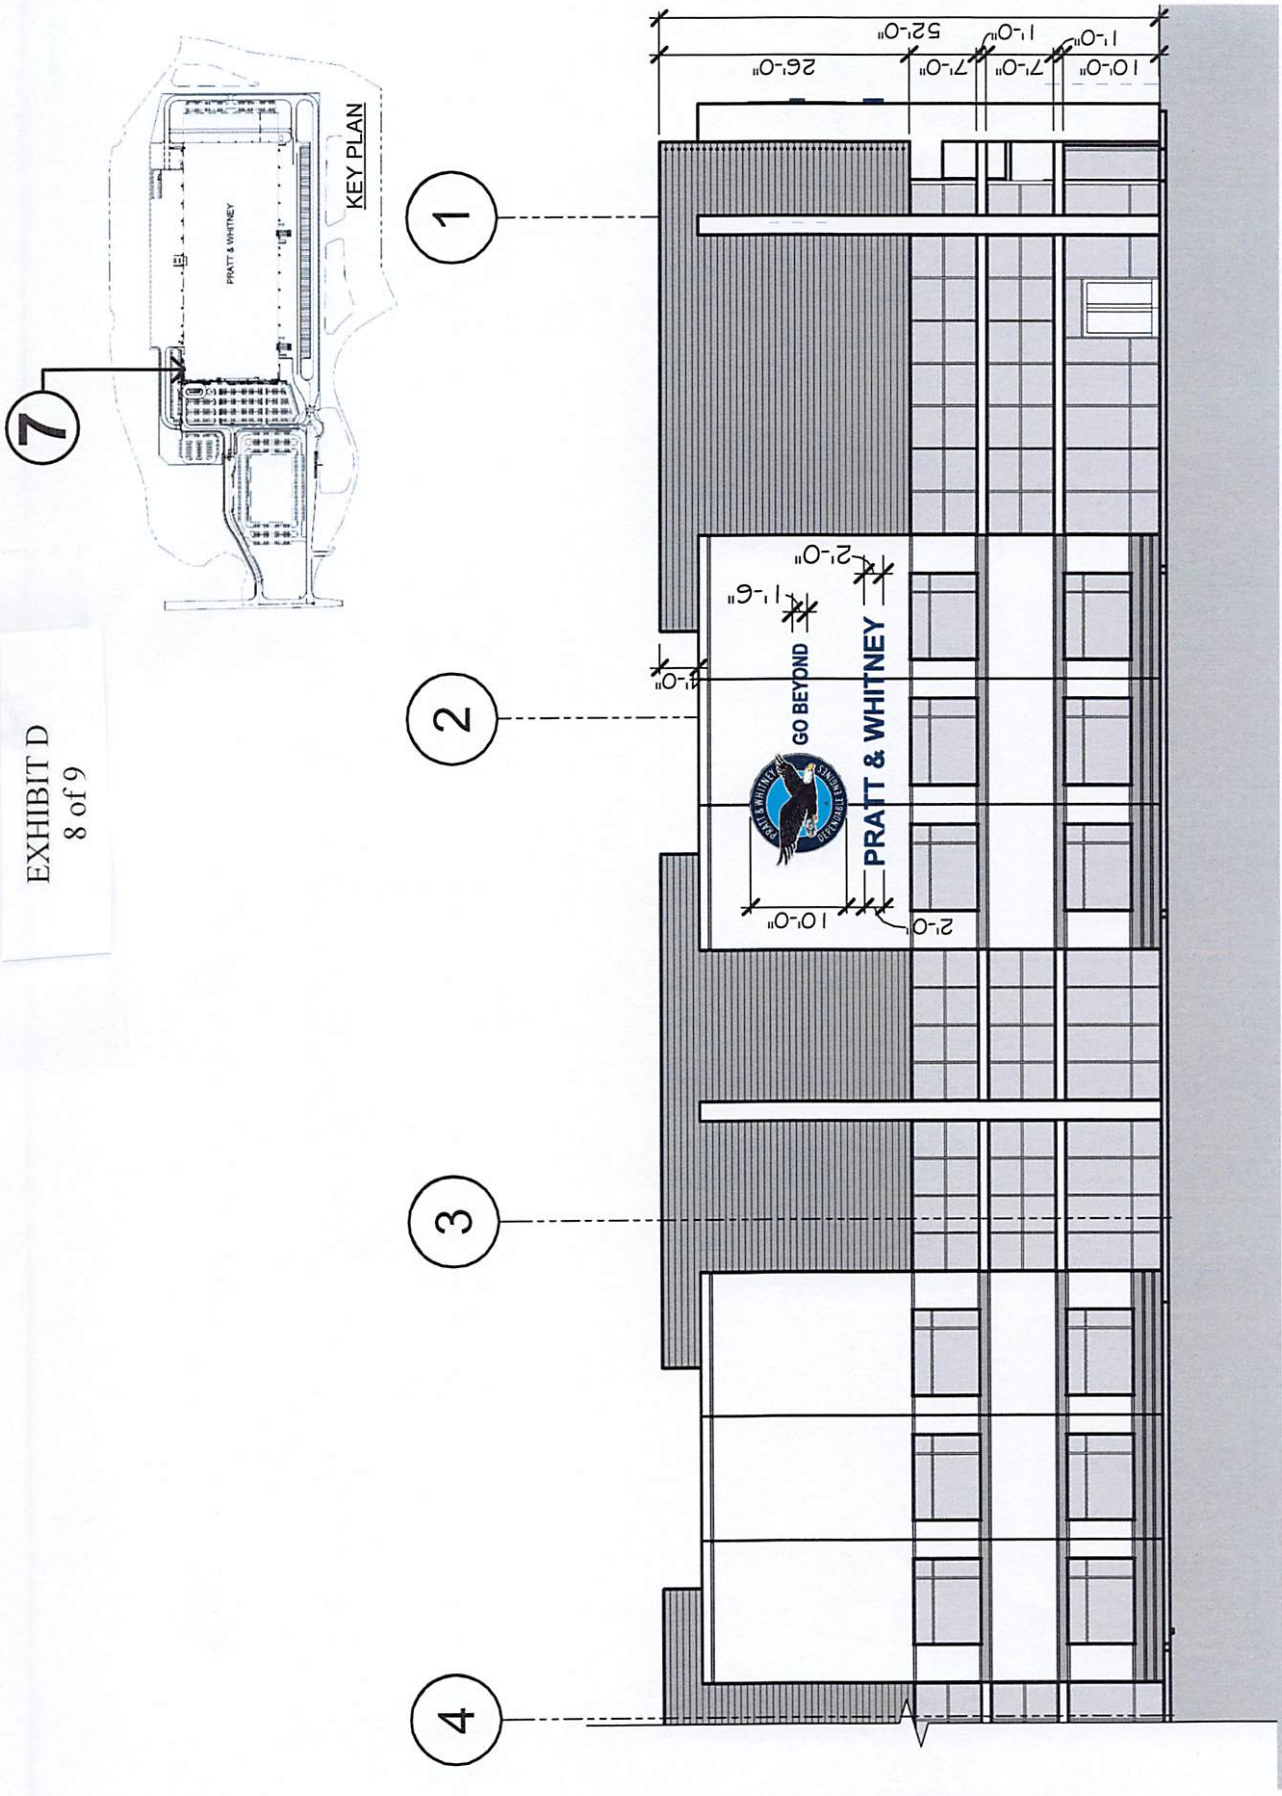 EXHIBIT D
8 of 9
7
PRATT & WHITNEY
KEY PLAN
4
3
2
1
1'-0"
10'-0"
2'-0"
PRATT & WHITNEY
DEPENDABLE ENGINES
GO BEYOND
1'-6"
PRATT & WHITNEY
2'-0"
26'-0"
52'-0"
7'-0"
1'-0"
7'-0"
1'-0"
10'-0"